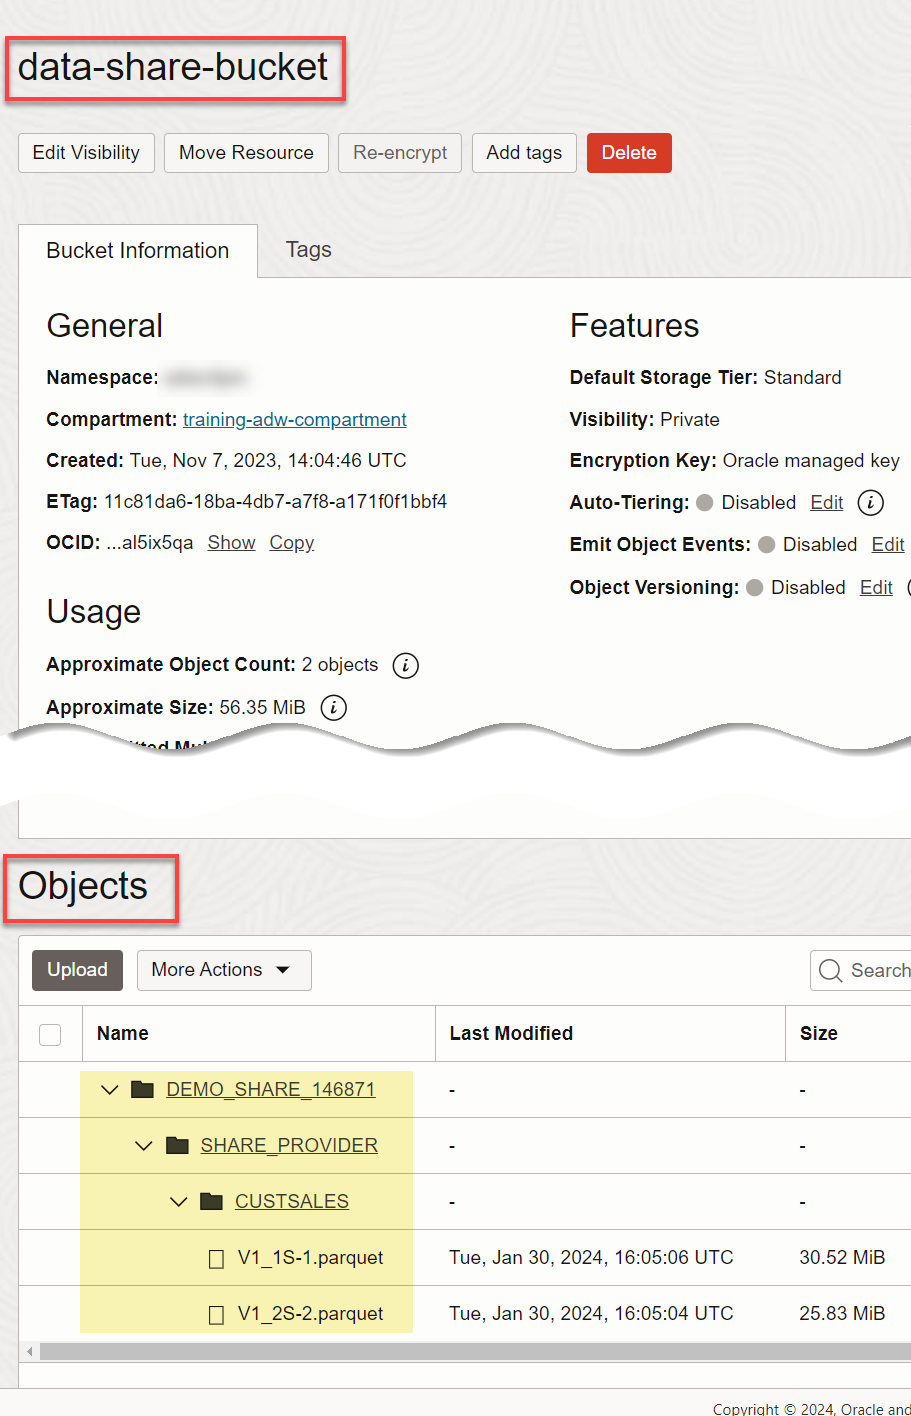 data-share-bucket
Edit Visibility Move Resource Re-encrypt Add tags Delete
Bucket Information Tags
General
Namespace:
Compartment: training-adw-compartment
Created: Tue, Nov 7, 2023, 14:04:46 UTC
ETag: 11c81da6-18ba-4db7-a7f8-a171f0f1bbf4
OCID: ...al5ix5qa Show Copy
Usage
Approximate Object Count: 2 objects
Approximate Size: 56.35 MiB
Features
Default Storage Tier: Standard
Visibility: Private
Encryption Key: Oracle managed key
Auto-Tiering: Disabled Edit
Emit Object Events: Disabled Edit
Object Versioning: Disabled Edit
Objects
Upload More Actions Search
Name Last Modified Size
DEMO_SHARE_146871 - -
SHARE_PROVIDER - -
CUSTSALES - -
V1_1S-1.parquet Tue, Jan 30, 2024, 16:05:06 UTC 30.52 MiB
V1_2S-2.parquet Tue, Jan 30, 2024, 16:05:04 UTC 25.83 MiB
Copyright © 2024, Oracle and